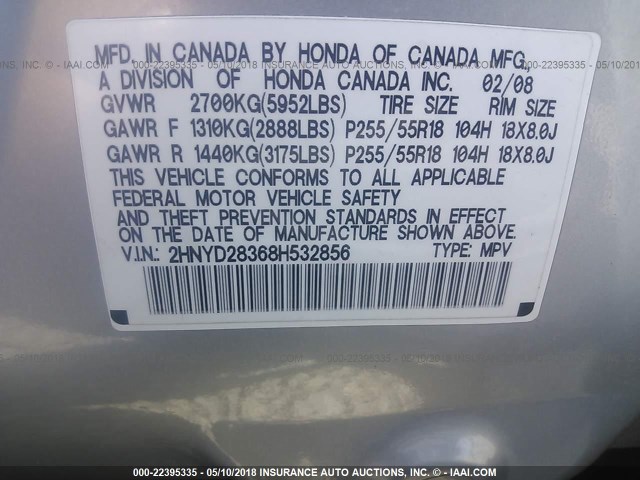 MFD. IN CANADA BY HONDA OF CANADA MFG.,
A DIVISION OF HONDA CANADA INC. 02/08
GVWR 2700KG(5952LBS) TIRE SIZE RIM SIZE
GAWR F 1310KG(2888LBS) P255/55R18 104H 18X8.0J
GAWR R 1440KG(3175LBS) P255/55R18 104H 18X8.0J
THIS VEHICLE CONFORMS TO ALL APPLICABLE
FEDERAL MOTOR VEHICLE SAFETY
AND THEFT PREVENTION STANDARDS IN EFFECT
ON THE DATE OF MANUFACTURE SHOWN ABOVE.
V.I.N.: 2HNYD28368H532856 TYPE: MPV
000-22395335 - 05/10/2018 INSURANCE AUTO AUCTIONS, INC. - © IAAI.COM